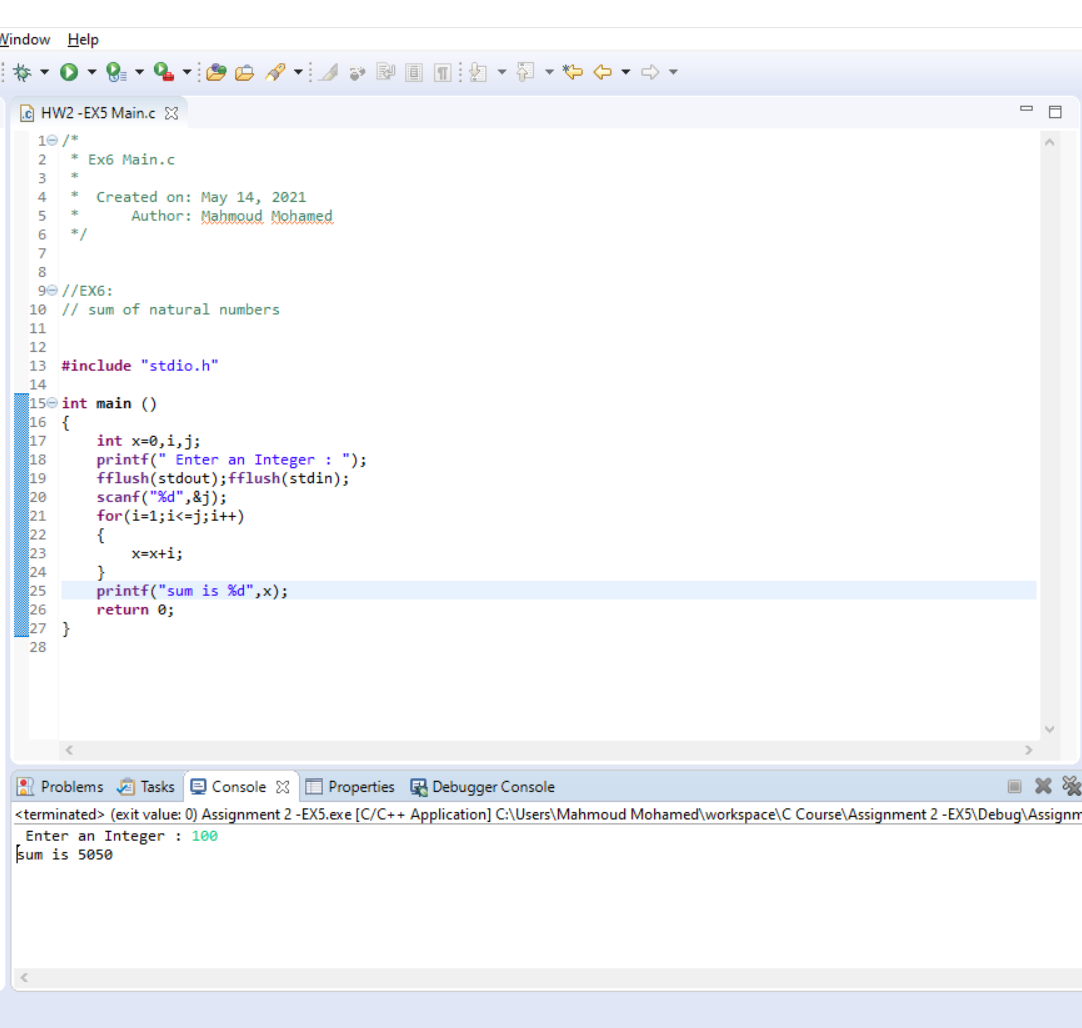 Window Help
HW2 -EX5 Main.c
1 /*
2  * Ex6 Main.c
3  *
4  *  Created on: May 14, 2021
5  *      Author: Mahmoud Mohamed
6  */
7
8
9 //EX6:
10 // sum of natural numbers
11
12
13 #include "stdio.h"
14
15 int main ()
16 {
17     int x=0,i,j;
18     printf(" Enter an Integer : ");
19     fflush(stdout);fflush(stdin);
20     scanf("%d",&j);
21     for(i=1;i<=j;i++)
22     {
23         x=x+i;
24     }
25     printf("sum is %d",x);
26     return 0;
27 }
28
Problems Tasks Console Properties Debugger Console
<terminated> (exit value: 0) Assignment 2 -EX5.exe [C/C++ Application] C:\Users\Mahmoud Mohamed\workspace\C Course\Assignment 2 -EX5\Debug\Assignm
 Enter an Integer : 100
sum is 5050